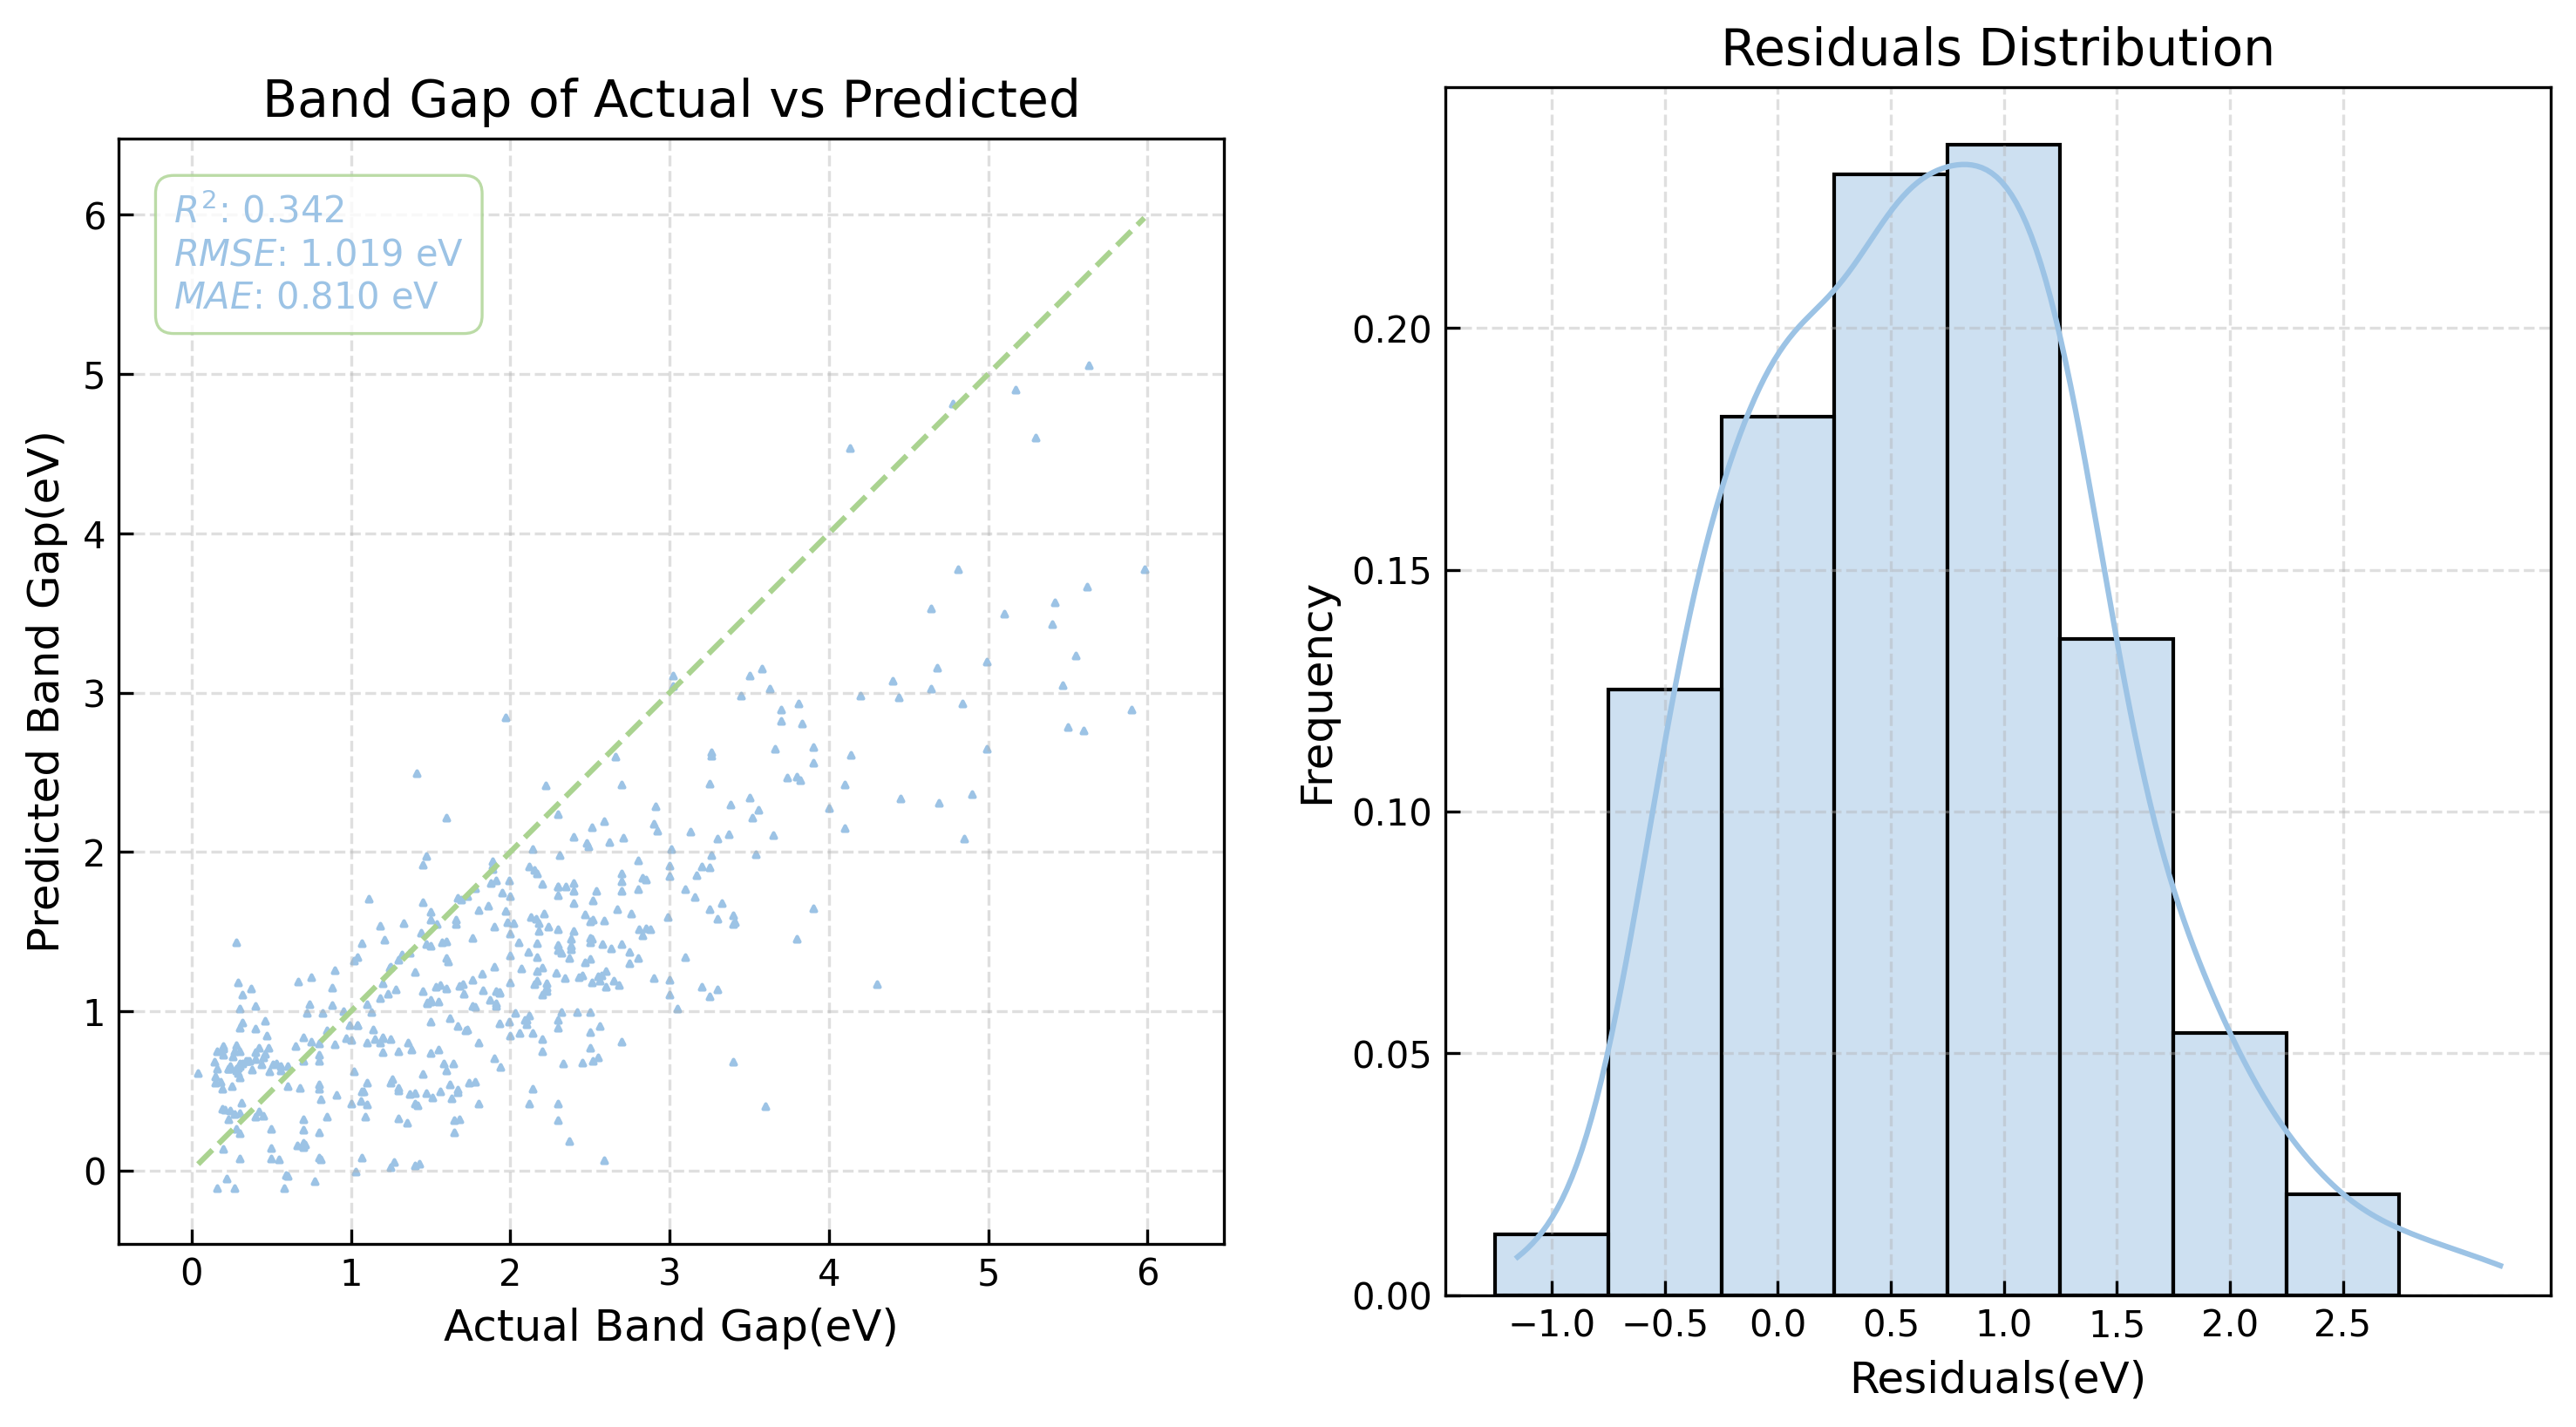 Band Gap of Actual vs Predicted
R²: 0.342
RMSE: 1.019 eV
MAE: 0.810 eV
Predicted Band Gap(eV)
6
5
4
3
2
1
0
0 1 2 3 4 5 6
Actual Band Gap(eV)
Residuals Distribution
Frequency
0.20
0.15
0.10
0.05
0.00
−1.0 −0.5 0.0 0.5 1.0 1.5 2.0 2.5
Residuals(eV)